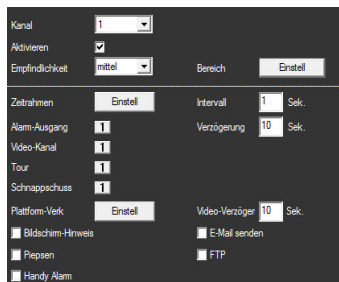 Kanal 1
Aktivieren
Empfindlichkeit mittel Bereich Einstell
Zeitrahmen Einstell Intervall 1 Sek.
Alarm-Ausgang 1 Verzögerung 10 Sek.
Video-Kanal 1
Tour 1
Schnappschuss 1
Plattform-Verk Einstell Video-Verzöger 10 Sek.
Bildschirm-Hinweis E-Mail senden
Piepsen FTP
Handy Alarm